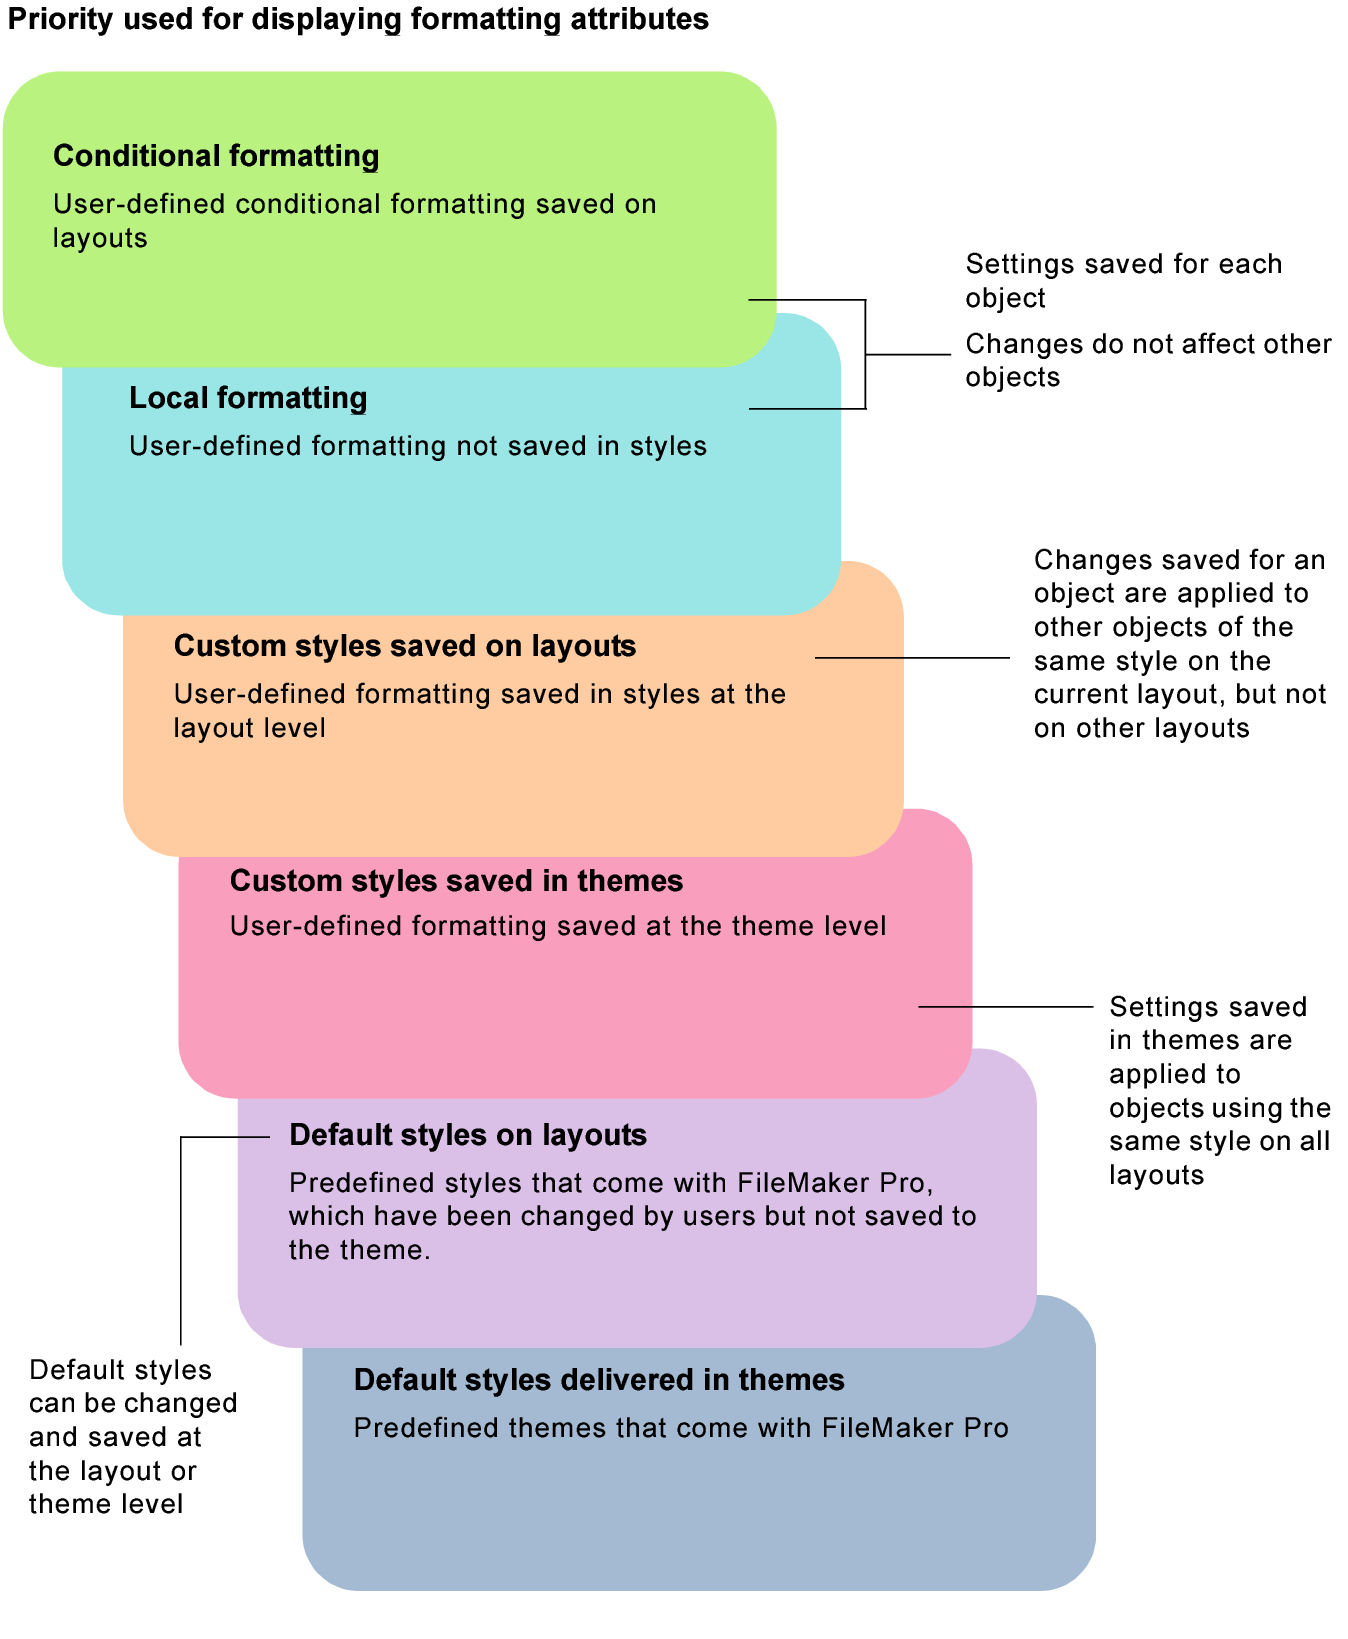 Priority used for displaying formatting attributes
Conditional formatting
User-defined conditional formatting saved on
layouts
Settings saved for each
object
Changes do not affect other
objects
Local formatting
User-defined formatting not saved in styles
Changes saved for an
object are applied to
other objects of the
same style on the
current layout, but not
on other layouts
Custom styles saved on layouts
User-defined formatting saved in styles at the
layout level
Custom styles saved in themes
User-defined formatting saved at the theme level
Settings saved
in themes are
applied to
objects using the
same style on all
layouts
Default styles on layouts
Predefined styles that come with FileMaker Pro,
which have been changed by users but not saved to
the theme.
Default styles
can be changed
and saved at
the layout or
theme level
Default styles delivered in themes
Predefined themes that come with FileMaker Pro